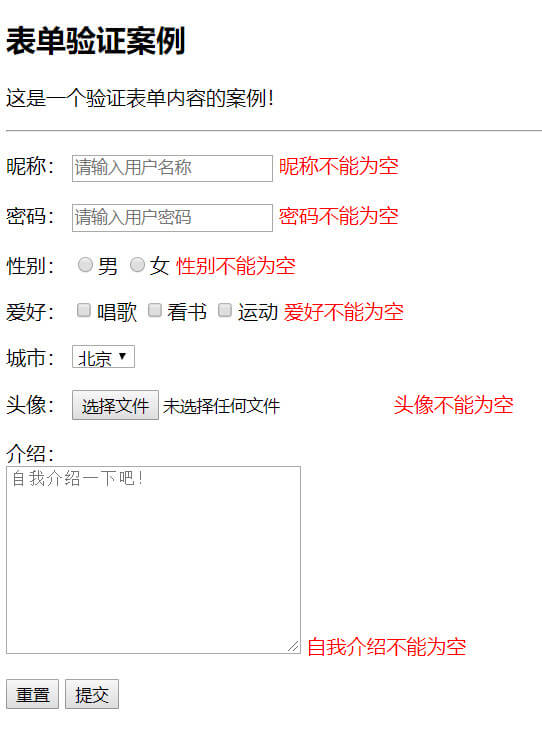 表单验证案例
这是一个验证表单内容的案例！
昵称： 请输入用户名称 昵称不能为空
密码： 请输入用户密码 密码不能为空
性别： 男 女 性别不能为空
爱好： 唱歌 看书 运动 爱好不能为空
城市： 北京
头像： 选择文件 未选择任何文件 头像不能为空
介绍：
自我介绍一下吧！
自我介绍不能为空
重置 提交